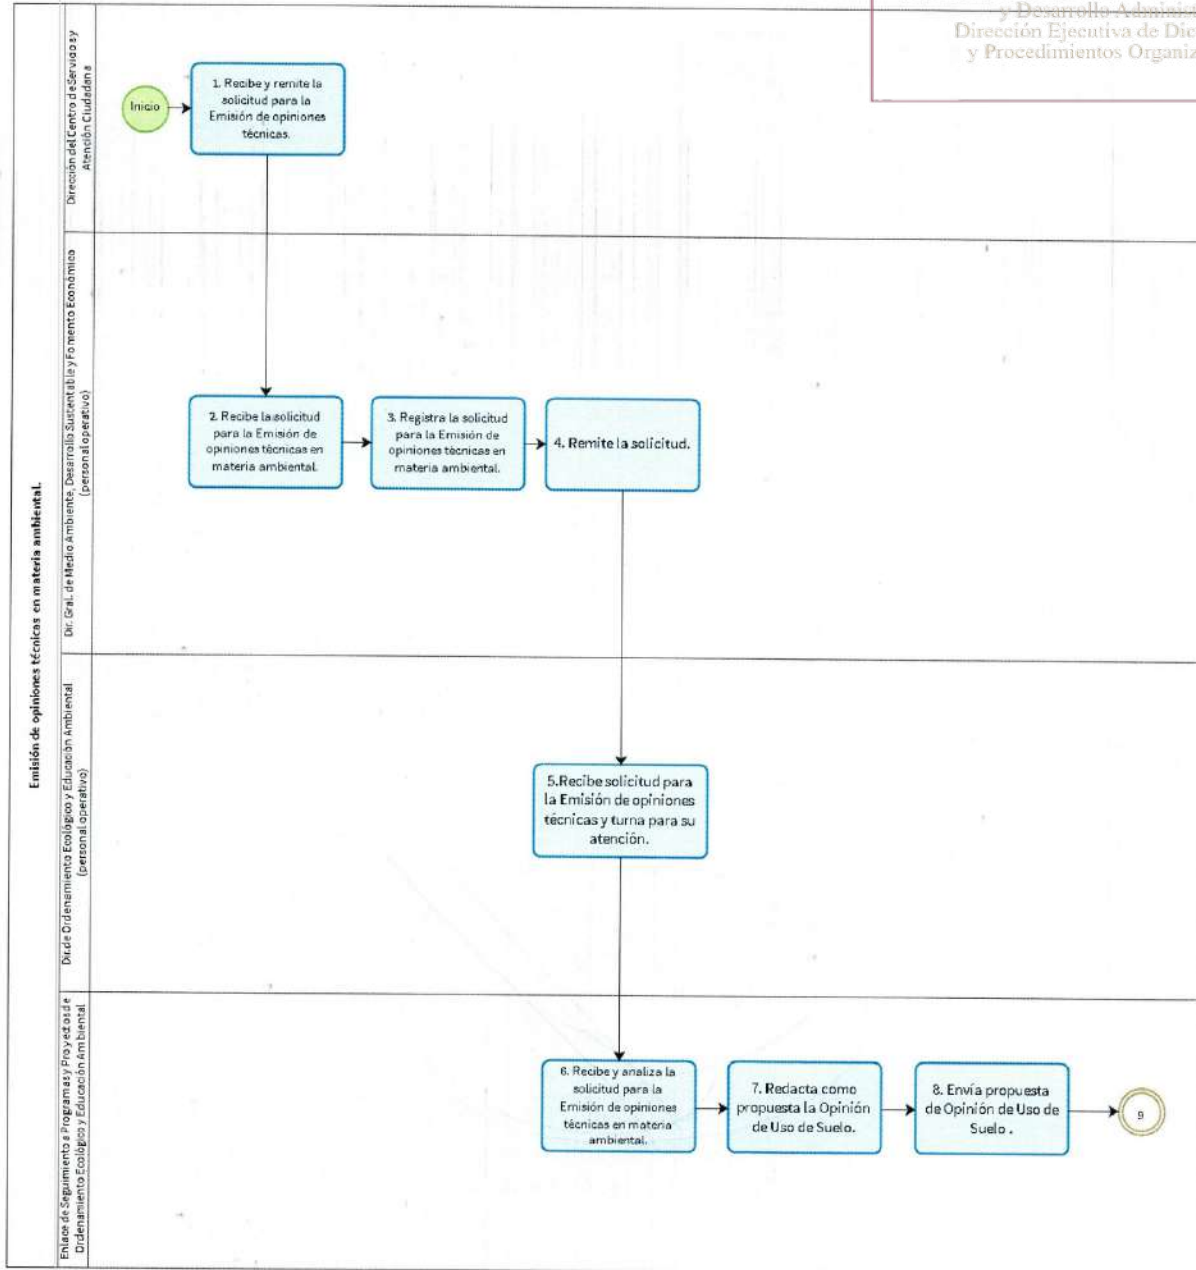 y Desarrollo Administ
Dirección Ejecutiva de Dic
y Procedimientos Organiz
Emisión de opiniones técnicas en materia ambiental.
Dirección del Centro de Servicios y
Atención Ciudadana
Inicio
1. Recibe y remite la
solicitud para la
Emisión de opiniones
técnicas.
Dir. Gral. de Medio Ambiente, Desarrollo Sustentable y Fomento Económico
(personal operativo)
2. Recibe la solicitud
para la Emisión de
opiniones técnicas en
materia ambiental.
3. Registra la solicitud
para la Emisión de
opiniones técnicas en
materia ambiental.
4. Remite la solicitud.
Dir. de Ordenamiento Ecológico y Educación Ambiental
(personal operativo)
5.Recibe solicitud para
la Emisión de opiniones
técnicas y turna para su
atención.
Enlace de Seguimiento a Programas y Proyectos de
Ordenamiento Ecológico y Educación Ambiental
6. Recibe y analiza la
solicitud para la
Emisión de opiniones
técnicas en materia
ambiental.
7. Redacta como
propuesta la Opinión
de Uso de Suelo.
8. Envía propuesta
de Opinión de Uso de
Suelo .
9